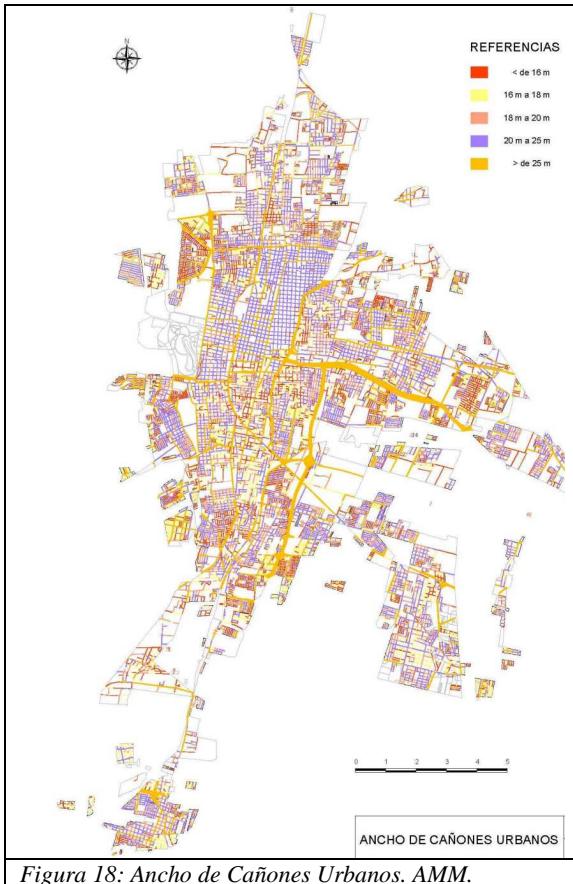 N
REFERENCIAS
< de 16 m
16 m a 18 m
18 m a 20 m
20 m a 25 m
> de 25 m
0 1 2 3 4 5
ANCHO DE CAÑONES URBANOS
Figura 18: Ancho de Cañones Urbanos. AMM.